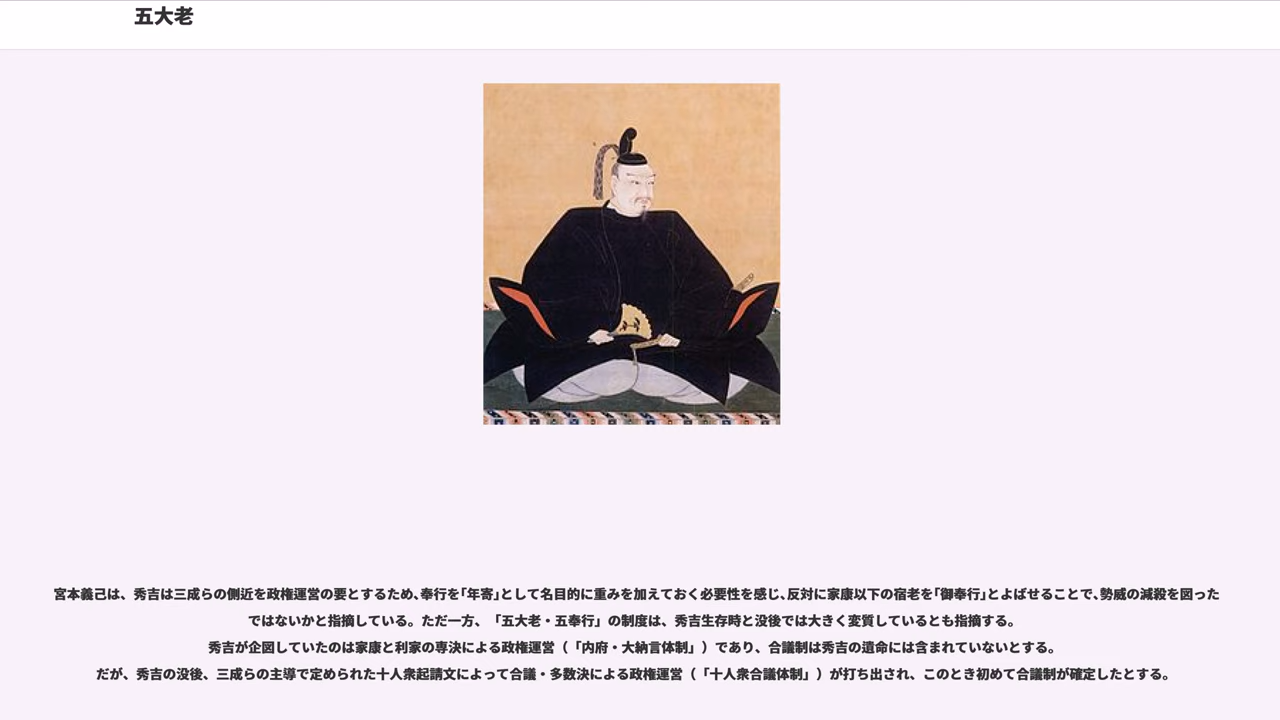 五大老
宮本義己は、秀吉は三成らの側近を政権運営の要とするため、奉行を「年寄」として名目的に重みを加えておく必要性を感じ、反対に家康以下の宿老を「御奉行」とよばせることで、勢威の減殺を図った
ではないかと指摘している。ただ一方、「五大老・五奉行」の制度は、秀吉生存時と没後では大きく変質しているとも指摘する。
秀吉が企図していたのは家康と利家の専決による政権運営（「内府・大納言体制」）であり、合議制は秀吉の遺命には含まれていないとする。
だが、秀吉の没後、三成らの主導で定められた十人衆起請文によって合議・多数決による政権運営（「十人衆合議体制」）が打ち出され、このとき初めて合議制が確定したとする。